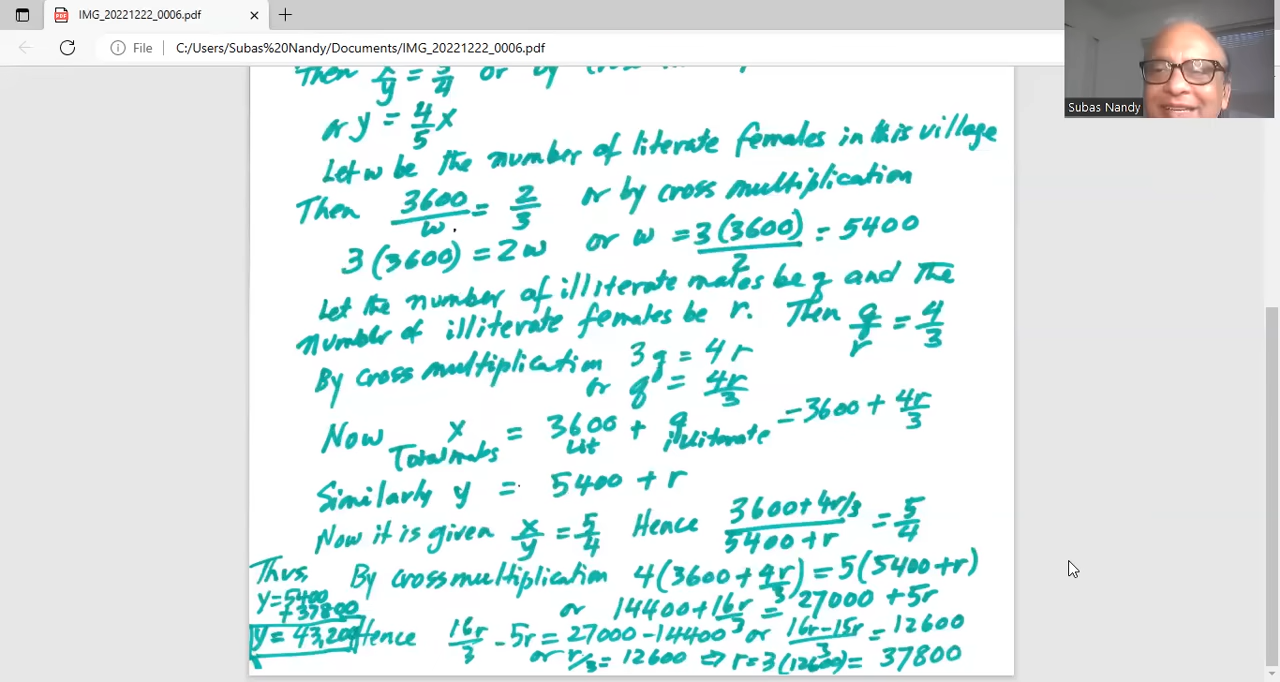 IMG_20221222_0006.pdf
File C:/Users/Subas%20Nandy/Documents/IMG_20221222_0006.pdf
Subas Nandy
Then x/y = 5/4 or by
or y = 4/5 x
Let w be the number of literate females in this village
Then 3600/w = 2/3 or by cross multiplication
3(3600) = 2w or w = 3(3600)/2 = 5400
Let the number of illiterate males be q and the
number of illiterate females be r. Then q/r = 4/3
By cross multiplication 3q = 4r
or q = 4r/3
Now x = 3600 + q = 3600 + 4r/3
Total males Lit illiterate
Similarly y = 5400 + r
Now it is given x/y = 5/4 Hence (3600+4r/3)/(5400+r) = 5/4
By cross multiplication 4(3600+4r/3) = 5(5400+r)
or 14400+16r/3 = 27000+5r
Hence 16r/3 - 5r = 27000-14400 or (16r-15r)/3 = 12600
or r/3 = 12600 ⇒ r = 3(12600) = 37800
Thus,
y=5400
+37800
y = 43,200